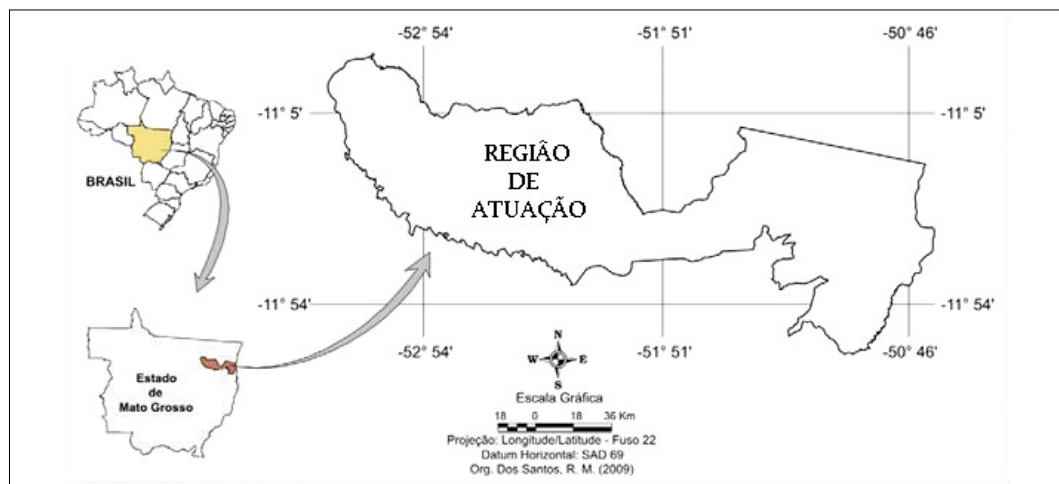 -52° 54' -51° 51' -50° 46'
-11° 5' -11° 5'
REGIÃO
DE
ATUAÇÃO
BRASIL
-11° 54' -11° 54'
-52° 54' -51° 51' -50° 46'
Estado
de
Mato Grosso
N
W E
S
Escala Gráfica
18 0 18 36 Km
Projeção: Longitude/Latitude - Fuso 22
Datum Horizontal: SAD 69
Org. Dos Santos, R. M. (2009)